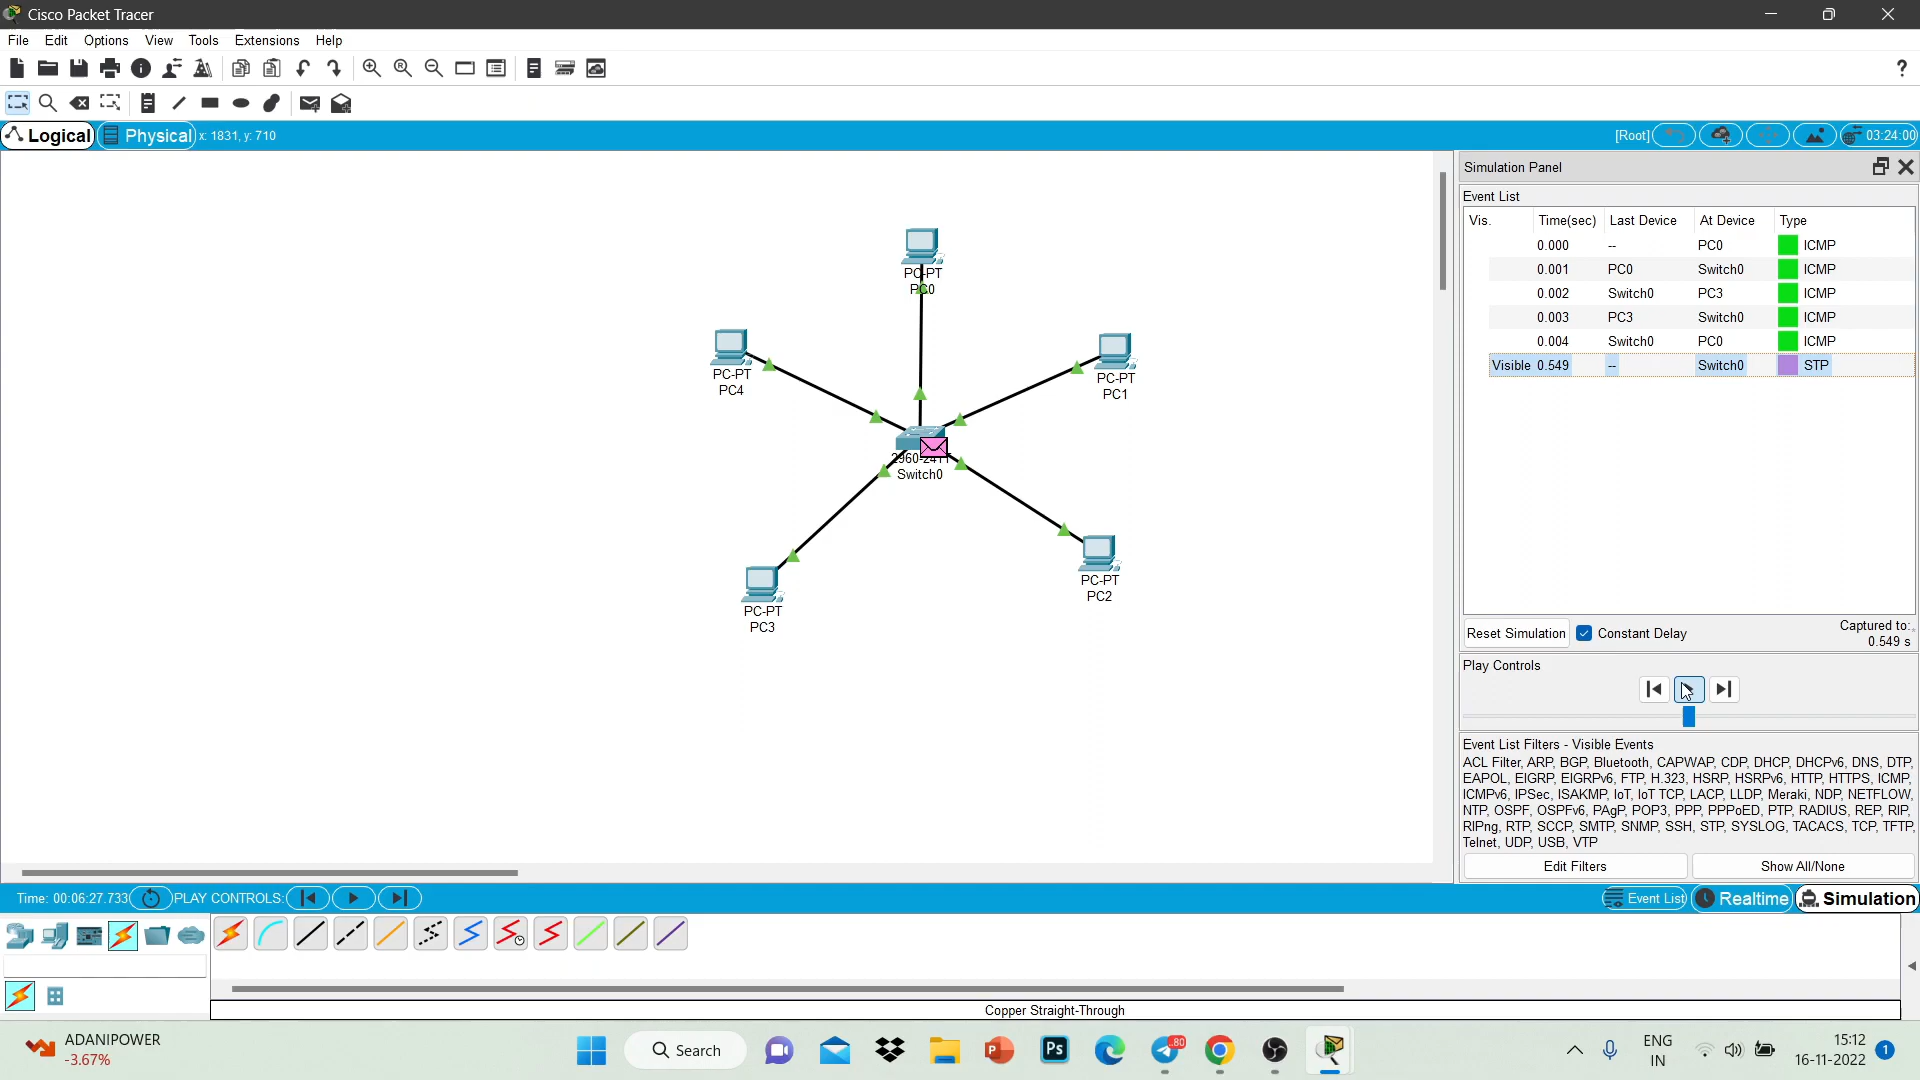 Cisco Packet Tracer
File Edit Options View Tools Extensions Help
?
Logical Physical x: 1831, y: 710 [Root] 03:24:00
Simulation Panel
Event List
Vis. Time(sec) Last Device At Device Type
0.000 -- PC0 ICMP
0.001 PC0 Switch0 ICMP
0.002 Switch0 PC3 ICMP
0.003 PC3 Switch0 ICMP
0.004 Switch0 PC0 ICMP
Visible 0.549 -- Switch0 STP
PC-PT
PC0
PC-PT
PC4
PC-PT
PC1
2960-24TT
Switch0
PC-PT
PC2
PC-PT
PC3
Reset Simulation Constant Delay
Captured to:
0.549 s
Play Controls
Event List Filters - Visible Events
ACL Filter, ARP, BGP, Bluetooth, CAPWAP, CDP, DHCP, DHCPv6, DNS, DTP,
EAPOL, EIGRP, EIGRPv6, FTP, H.323, HSRP, HSRPv6, HTTP, HTTPS, ICMP,
ICMPv6, IPSec, ISAKMP, IoT, IoT TCP, LACP, LLDP, Meraki, NDP, NETFLOW,
NTP, OSPF, OSPFv6, PAgP, POP3, PPP, PPPoED, PTP, RADIUS, REP, RIP,
RIPng, RTP, SCCP, SMTP, SNMP, SSH, STP, SYSLOG, TACACS, TCP, TFTP,
Telnet, UDP, USB, VTP
Edit Filters Show All/None
Time: 00:06:27.733 PLAY CONTROLS: Event List Realtime Simulation
Copper Straight-Through
ADANIPOWER
-3.67%
Search
Ps
80
ENG
IN
15:12
16-11-2022
1